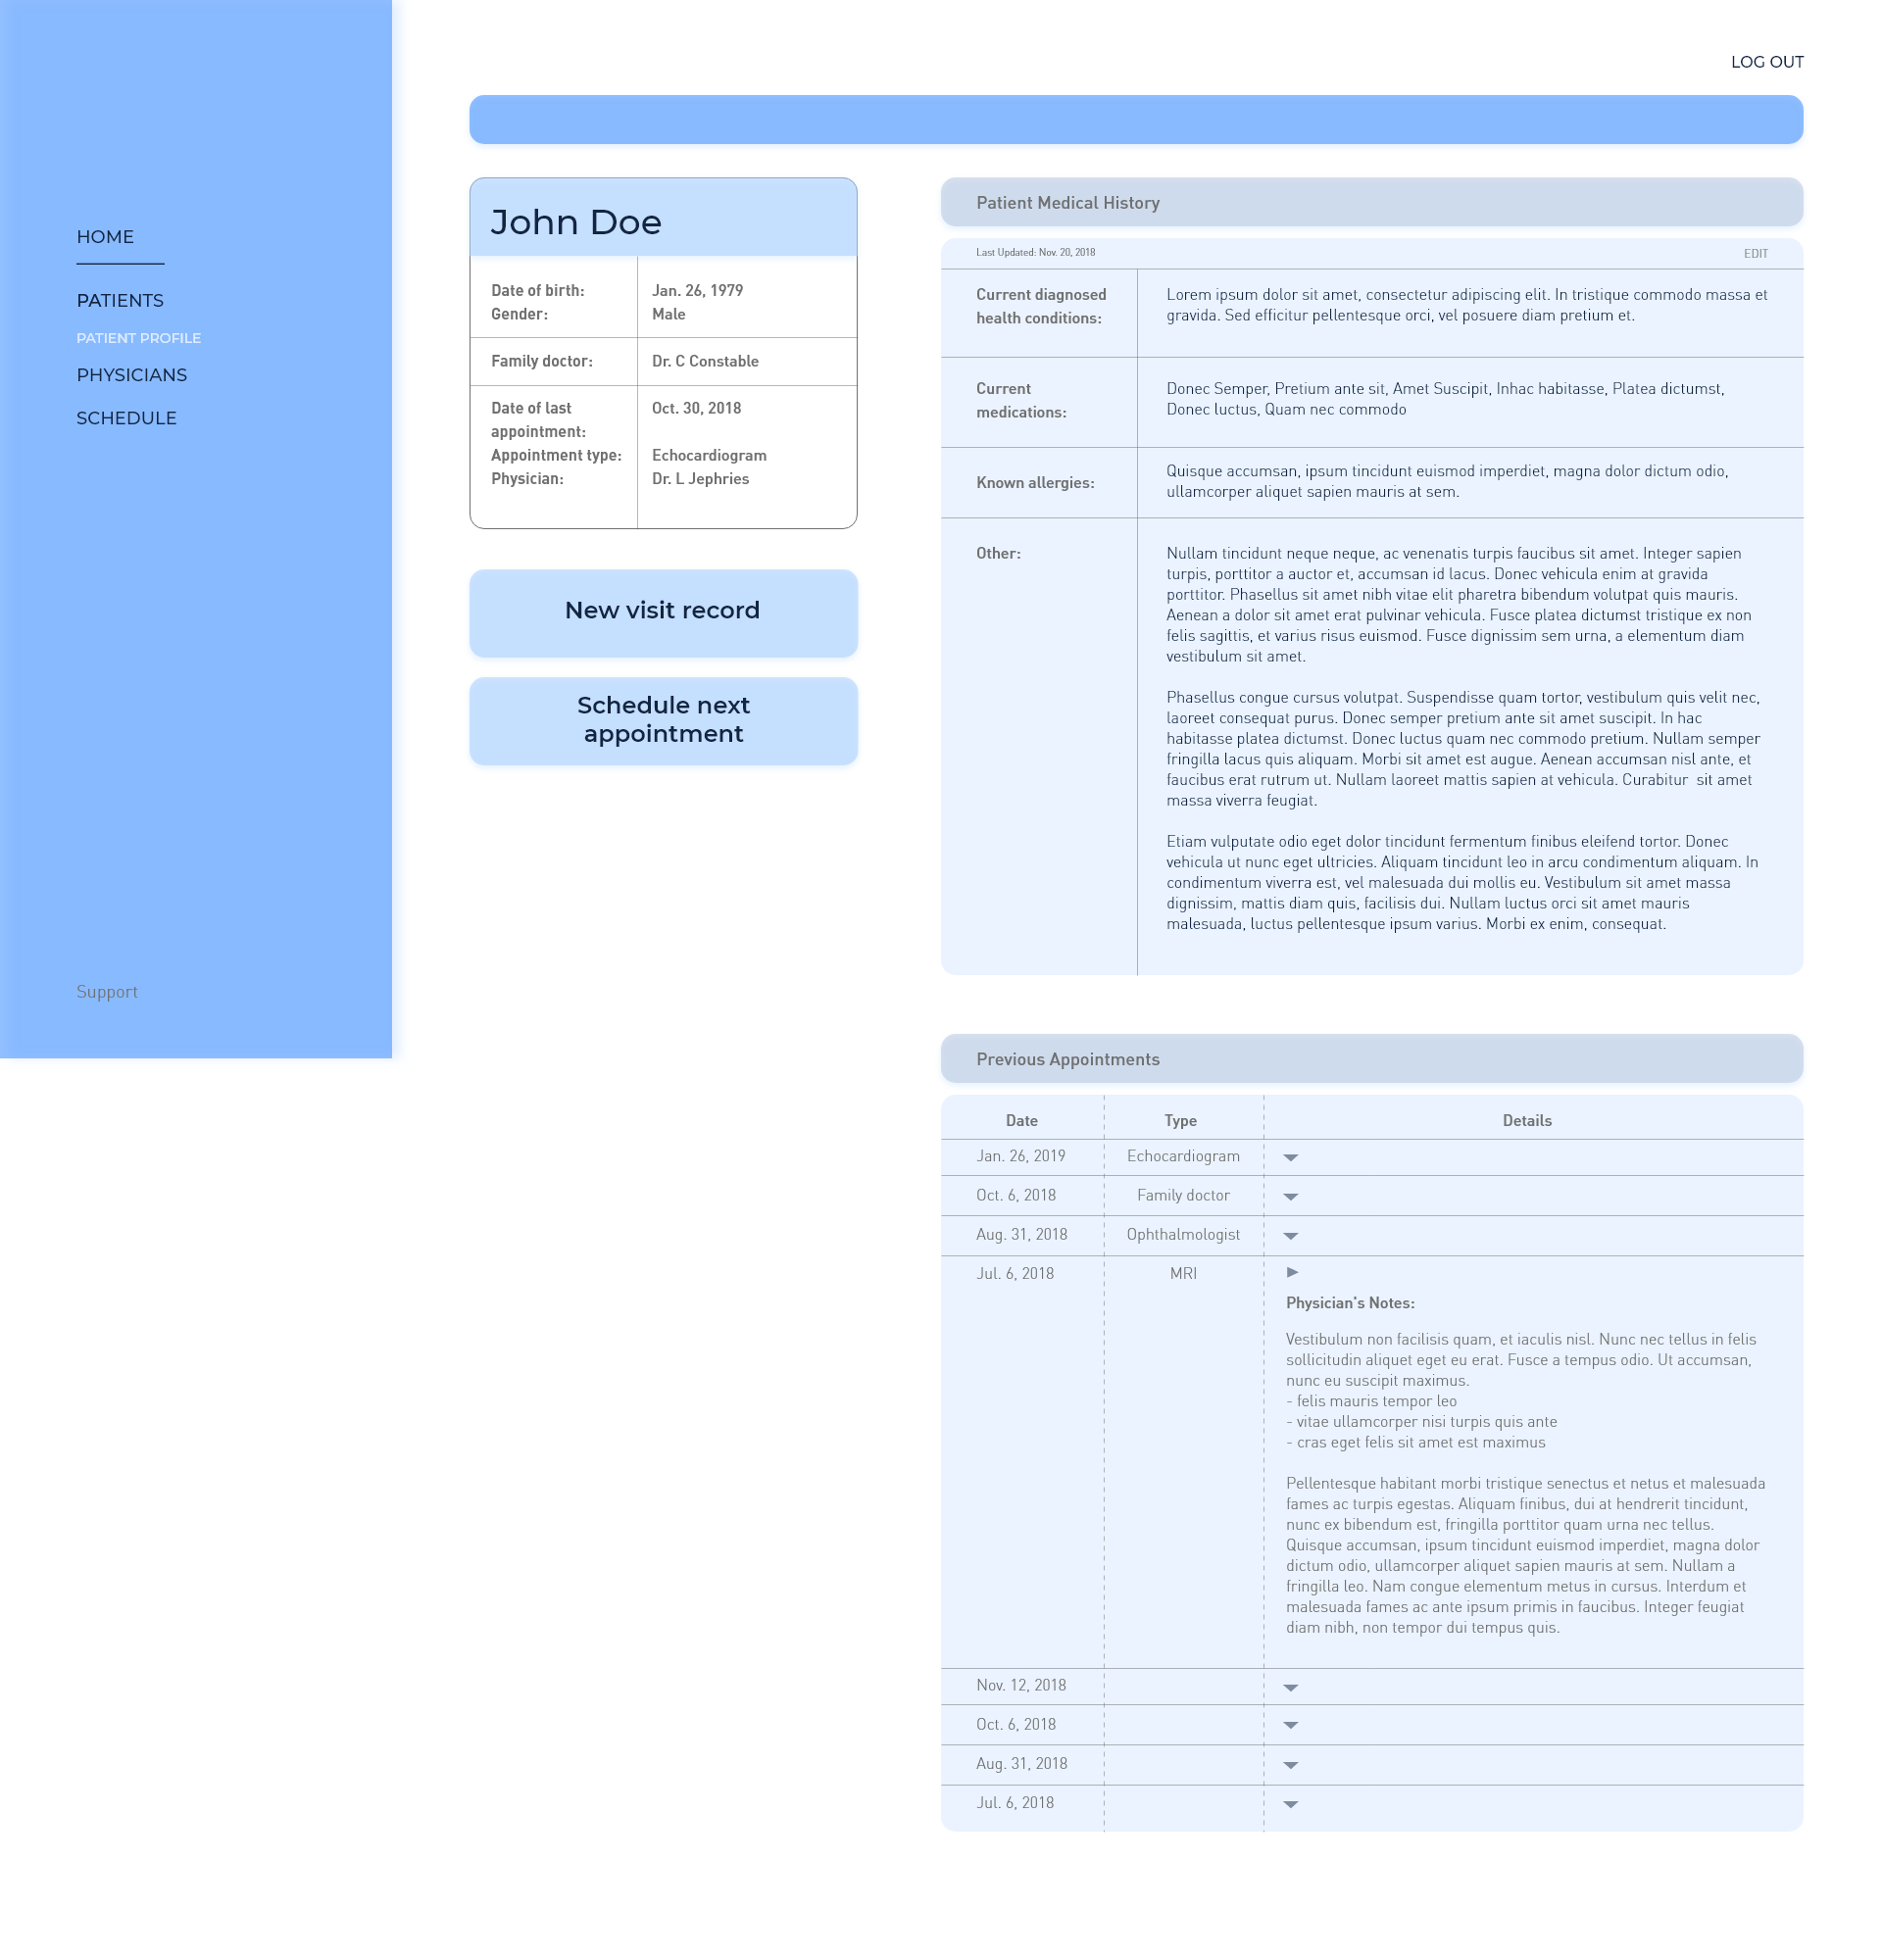 LOG OUT
HOME
PATIENTS
PATIENT PROFILE
PHYSICIANS
SCHEDULE
Support
John Doe
Date of birth: Jan. 26, 1979
Gender: Male
Family doctor: Dr. C Constable
Date of last Oct. 30, 2018
appointment:
Appointment type: Echocardiogram
Physician: Dr. L Jephries
New visit record
Schedule next
appointment
Patient Medical History
Last Updated: Nov. 20, 2018 EDIT
Current diagnosed
health conditions:
Lorem ipsum dolor sit amet, consectetur adipiscing elit. In tristique commodo massa et
gravida. Sed efficitur pellentesque orci, vel posuere diam pretium et.
Current
medications:
Donec Semper, Pretium ante sit, Amet Suscipit, Inhac habitasse, Platea dictumst,
Donec luctus, Quam nec commodo
Known allergies:
Quisque accumsan, ipsum tincidunt euismod imperdiet, magna dolor dictum odio,
ullamcorper aliquet sapien mauris at sem.
Other:
Nullam tincidunt neque neque, ac venenatis turpis faucibus sit amet. Integer sapien
turpis, porttitor a auctor et, accumsan id lacus. Donec vehicula enim at gravida
porttitor. Phasellus sit amet nibh vitae elit pharetra bibendum volutpat quis mauris.
Aenean a dolor sit amet erat pulvinar vehicula. Fusce platea dictumst tristique ex non
felis sagittis, et varius risus euismod. Fusce dignissim sem urna, a elementum diam
vestibulum sit amet.
Phasellus congue cursus volutpat. Suspendisse quam tortor, vestibulum quis velit nec,
laoreet consequat purus. Donec semper pretium ante sit amet suscipit. In hac
habitasse platea dictumst. Donec luctus quam nec commodo pretium. Nullam semper
fringilla lacus quis aliquam. Morbi sit amet est augue. Aenean accumsan nisl ante, et
faucibus erat rutrum ut. Nullam laoreet mattis sapien at vehicula. Curabitur  sit amet
massa viverra feugiat.
Etiam vulputate odio eget dolor tincidunt fermentum finibus eleifend tortor. Donec
vehicula ut nunc eget ultricies. Aliquam tincidunt leo in arcu condimentum aliquam. In
condimentum viverra est, vel malesuada dui mollis eu. Vestibulum sit amet massa
dignissim, mattis diam quis, facilisis dui. Nullam luctus orci sit amet mauris
malesuada, luctus pellentesque ipsum varius. Morbi ex enim, consequat.
Previous Appointments
Date Type Details
Jan. 26, 2019 Echocardiogram
Oct. 6, 2018 Family doctor
Aug. 31, 2018 Ophthalmologist
Jul. 6, 2018 MRI
Physician's Notes:
Vestibulum non facilisis quam, et iaculis nisl. Nunc nec tellus in felis
sollicitudin aliquet eget eu erat. Fusce a tempus odio. Ut accumsan,
nunc eu suscipit maximus.
- felis mauris tempor leo
- vitae ullamcorper nisi turpis quis ante
- cras eget felis sit amet est maximus
Pellentesque habitant morbi tristique senectus et netus et malesuada
fames ac turpis egestas. Aliquam finibus, dui at hendrerit tincidunt,
nunc ex bibendum est, fringilla porttitor quam urna nec tellus.
Quisque accumsan, ipsum tincidunt euismod imperdiet, magna dolor
dictum odio, ullamcorper aliquet sapien mauris at sem. Nullam a
fringilla leo. Nam congue elementum metus in cursus. Interdum et
malesuada fames ac ante ipsum primis in faucibus. Integer feugiat
diam nibh, non tempor dui tempus quis.
Nov. 12, 2018
Oct. 6, 2018
Aug. 31, 2018
Jul. 6, 2018